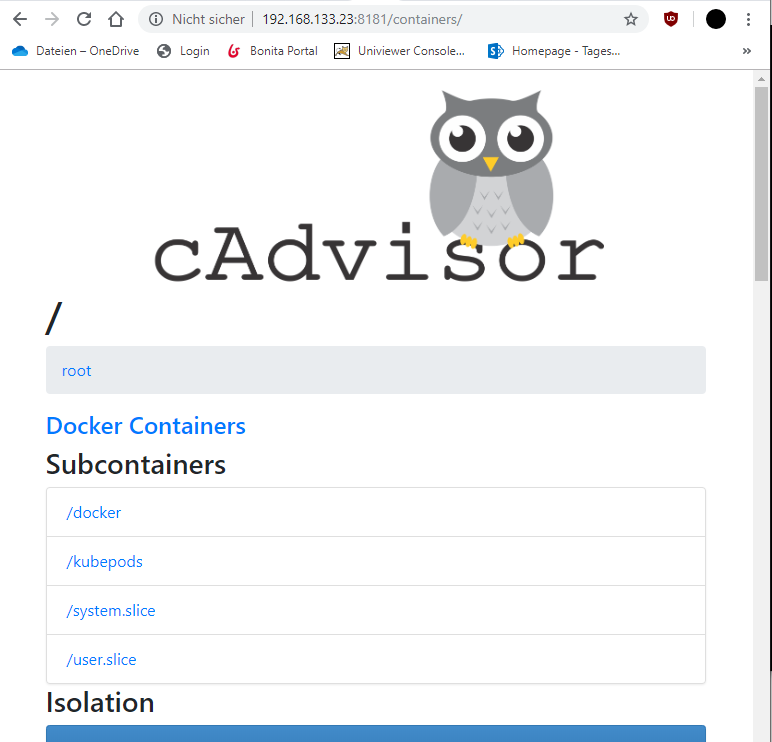 Nicht sicher 192.168.133.23:8181/containers/
Dateien – OneDrive Login Bonita Portal Univiewer Console... Homepage - Tages... »
cAdvisor
/
root
Docker Containers
Subcontainers
/docker
/kubepods
/system.slice
/user.slice
Isolation